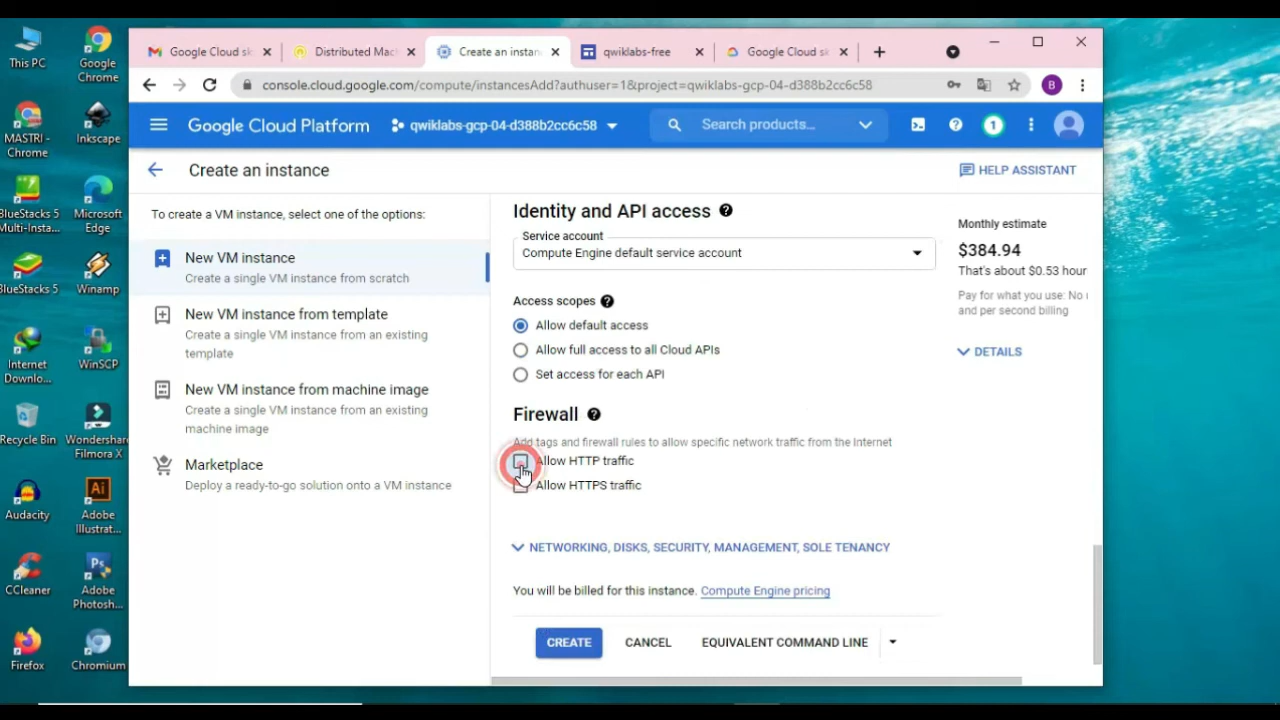 This PC
Google
Chrome
MASTRI -
Chrome
Inkscape
BlueStacks 5
Multi-Insta...
Microsoft
Edge
BlueStacks 5
Winamp
Internet
Downlo...
WinSCP
Recycle Bin
Wondershare
Filmora X
Audacity
Adobe
Illustrat...
CCleaner
Adobe
Photosh...
Firefox
Chromium
Google Cloud sk
Distributed Mac
Create an instan
qwiklabs-free
Google Cloud sk
console.cloud.google.com/compute/instancesAdd?authuser=1&project=qwiklabs-gcp-04-d388b2cc6c58
B
Google Cloud Platform
qwiklabs-gcp-04-d388b2cc6c58
Search products...
1
Create an instance
HELP ASSISTANT
To create a VM instance, select one of the options:
New VM instance
Create a single VM instance from scratch
New VM instance from template
Create a single VM instance from an existing
template
New VM instance from machine image
Create a single VM instance from an existing
machine image
Marketplace
Deploy a ready-to-go solution onto a VM instance
Identity and API access
Service account
Compute Engine default service account
Access scopes
Allow default access
Allow full access to all Cloud APIs
Set access for each API
Firewall
Add tags and firewall rules to allow specific network traffic from the Internet
Allow HTTP traffic
Allow HTTPS traffic
NETWORKING, DISKS, SECURITY, MANAGEMENT, SOLE TENANCY
You will be billed for this instance. Compute Engine pricing
CREATE
CANCEL
EQUIVALENT COMMAND LINE
Monthly estimate
$384.94
That's about $0.53 hour
Pay for what you use: No
and per second billing
DETAILS